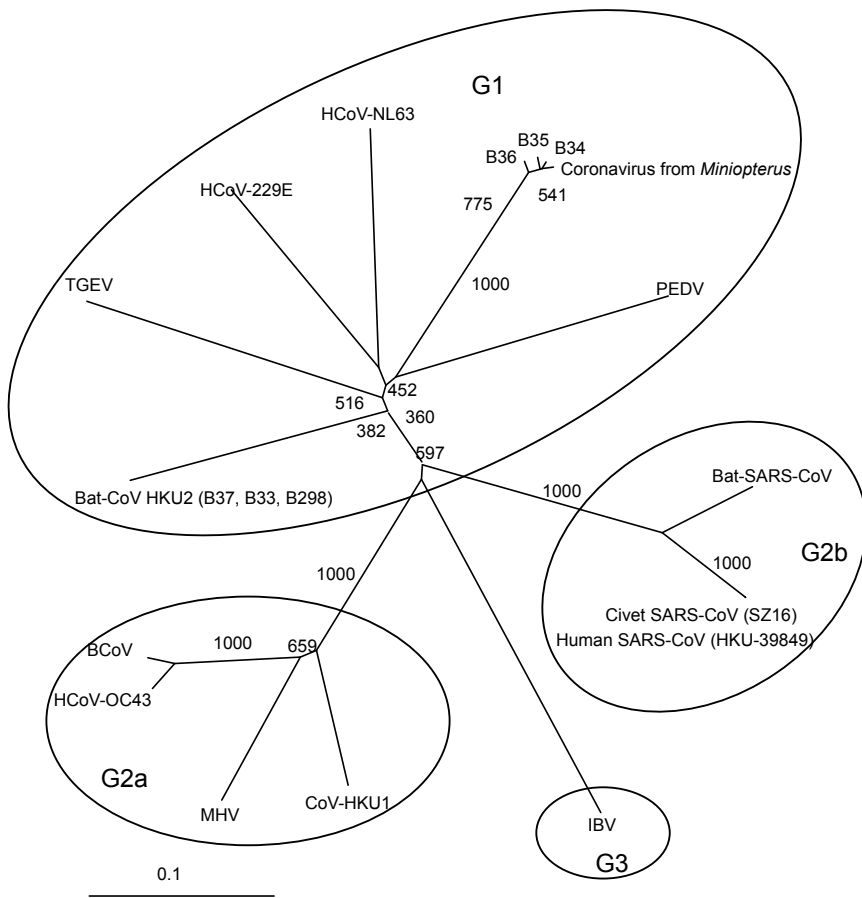 G1
HCoV-NL63
B35
B34
B36
Coronavirus from Miniopterus
HCoV-229E
775
541
TGEV
1000
PEDV
452
516
360
382
597
Bat-CoV HKU2 (B37, B33, B298)
1000
Bat-SARS-CoV
G2b
1000
1000
Civet SARS-CoV (SZ16)
Human SARS-CoV (HKU-39849)
BCoV
1000
659
HCoV-OC43
G2a
MHV
CoV-HKU1
IBV
G3
0.1